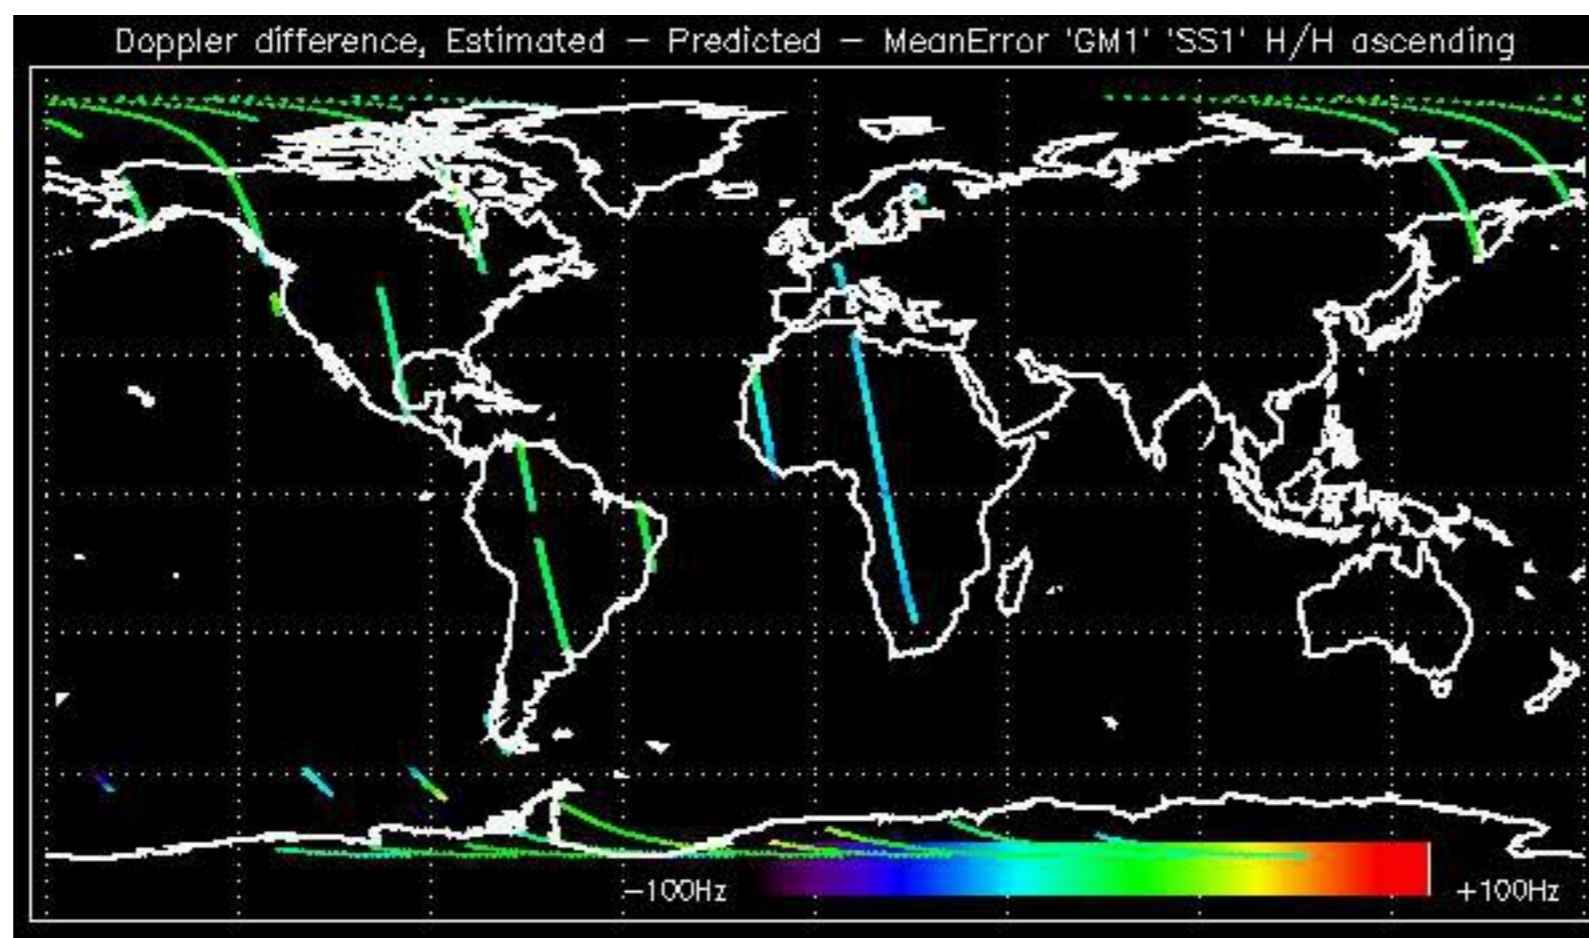 Doppler difference, Estimated – Predicted – MeanError 'GM1' 'SS1' H/H ascending
–100Hz +100Hz